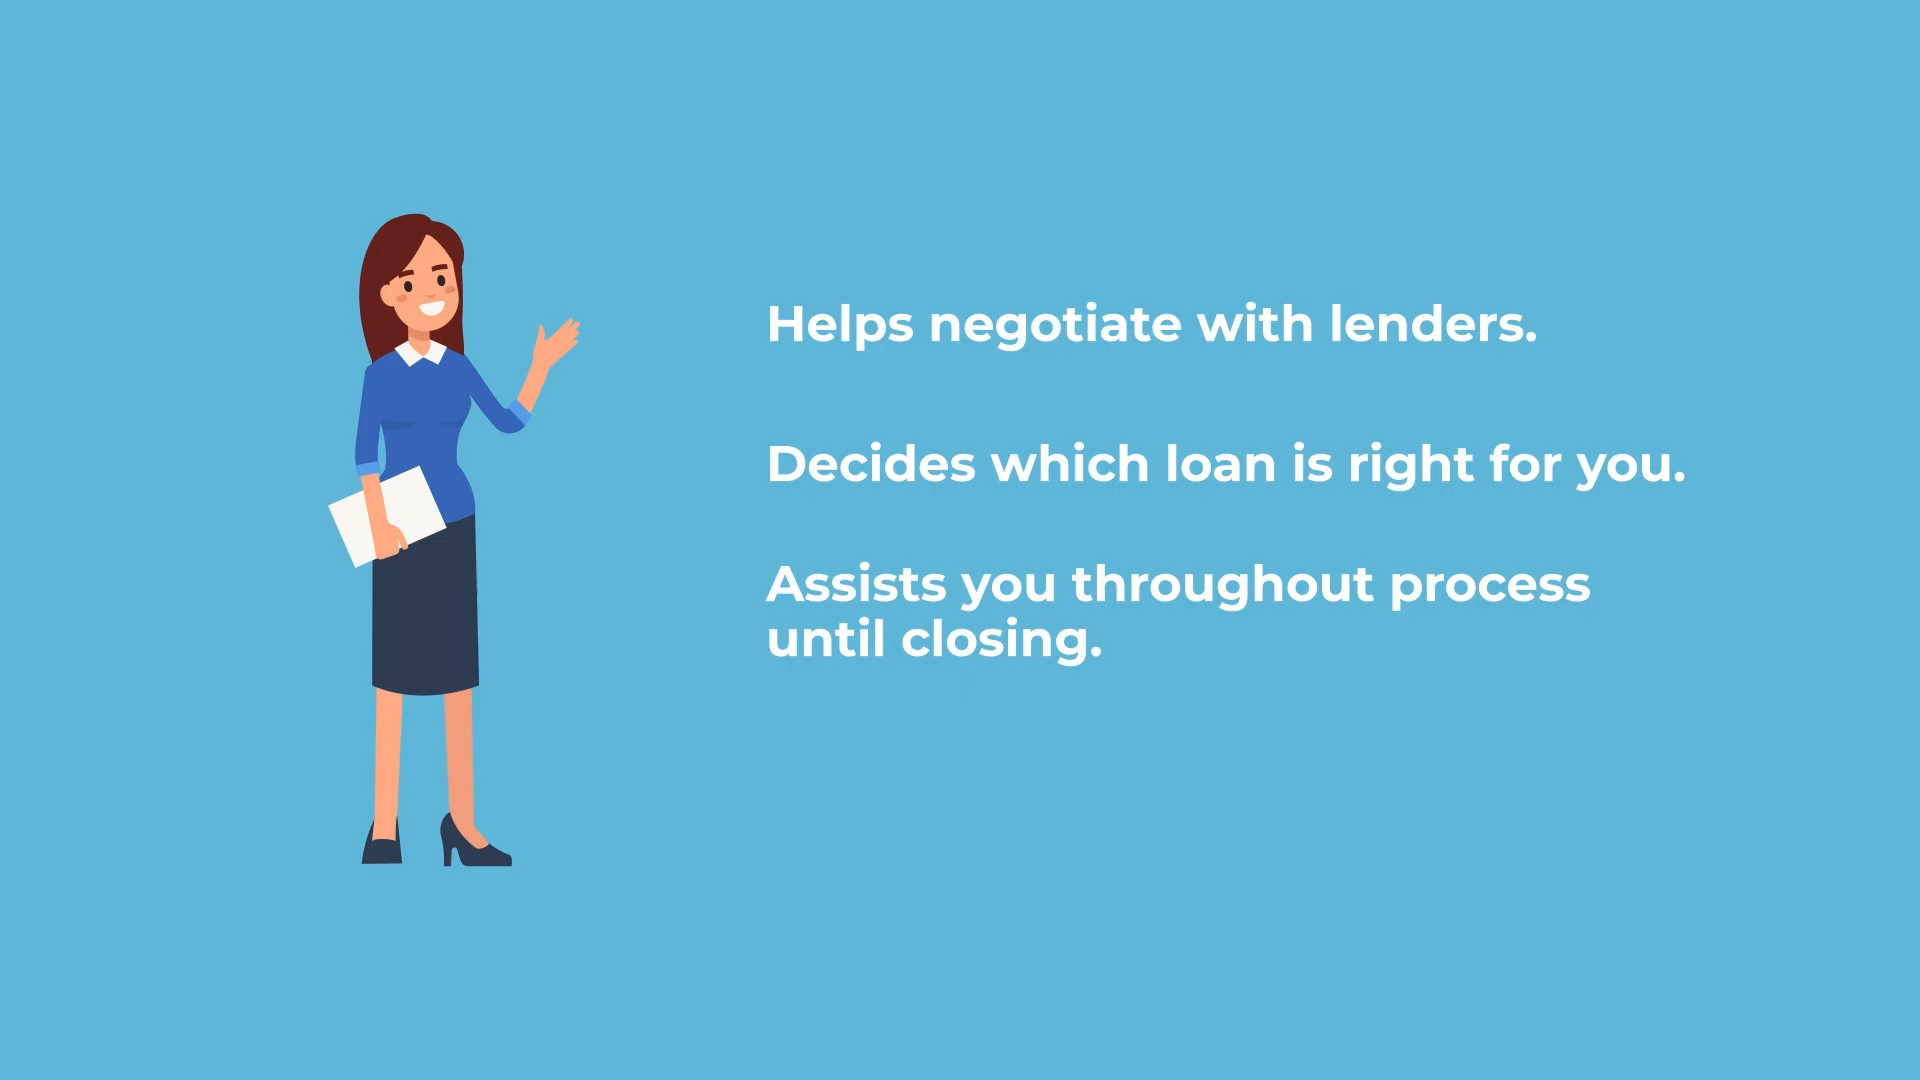 Helps negotiate with lenders.
Decides which loan is right for you.
Assists you throughout process
until closing.